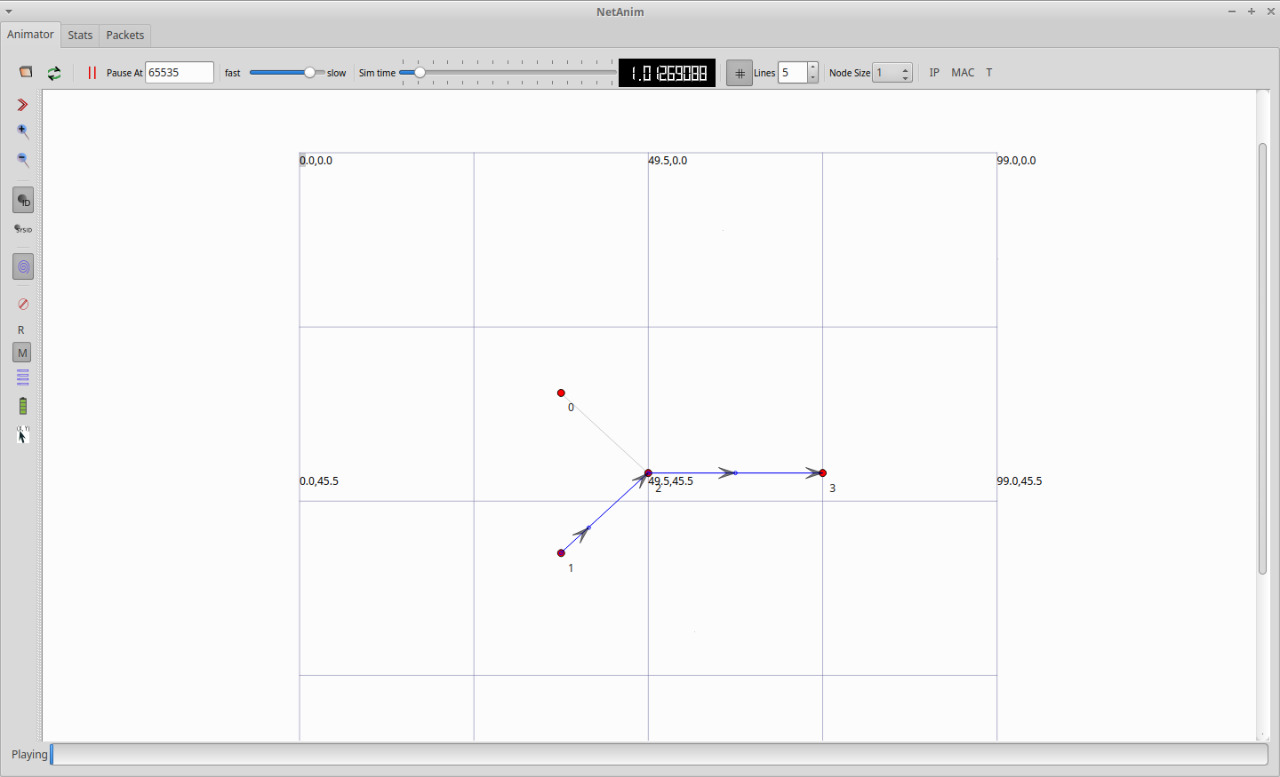 NetAnim
Animator Stats Packets
Pause At 65535 fast slow Sim time 1.01269088 # Lines 5 Node Size 1 IP MAC T
ID
SYSID
R
M
0.0,0.0 49.5,0.0 99.0,0.0
0
0.0,45.5 49.5,45.5 99.0,45.5
2 3
1
Playing